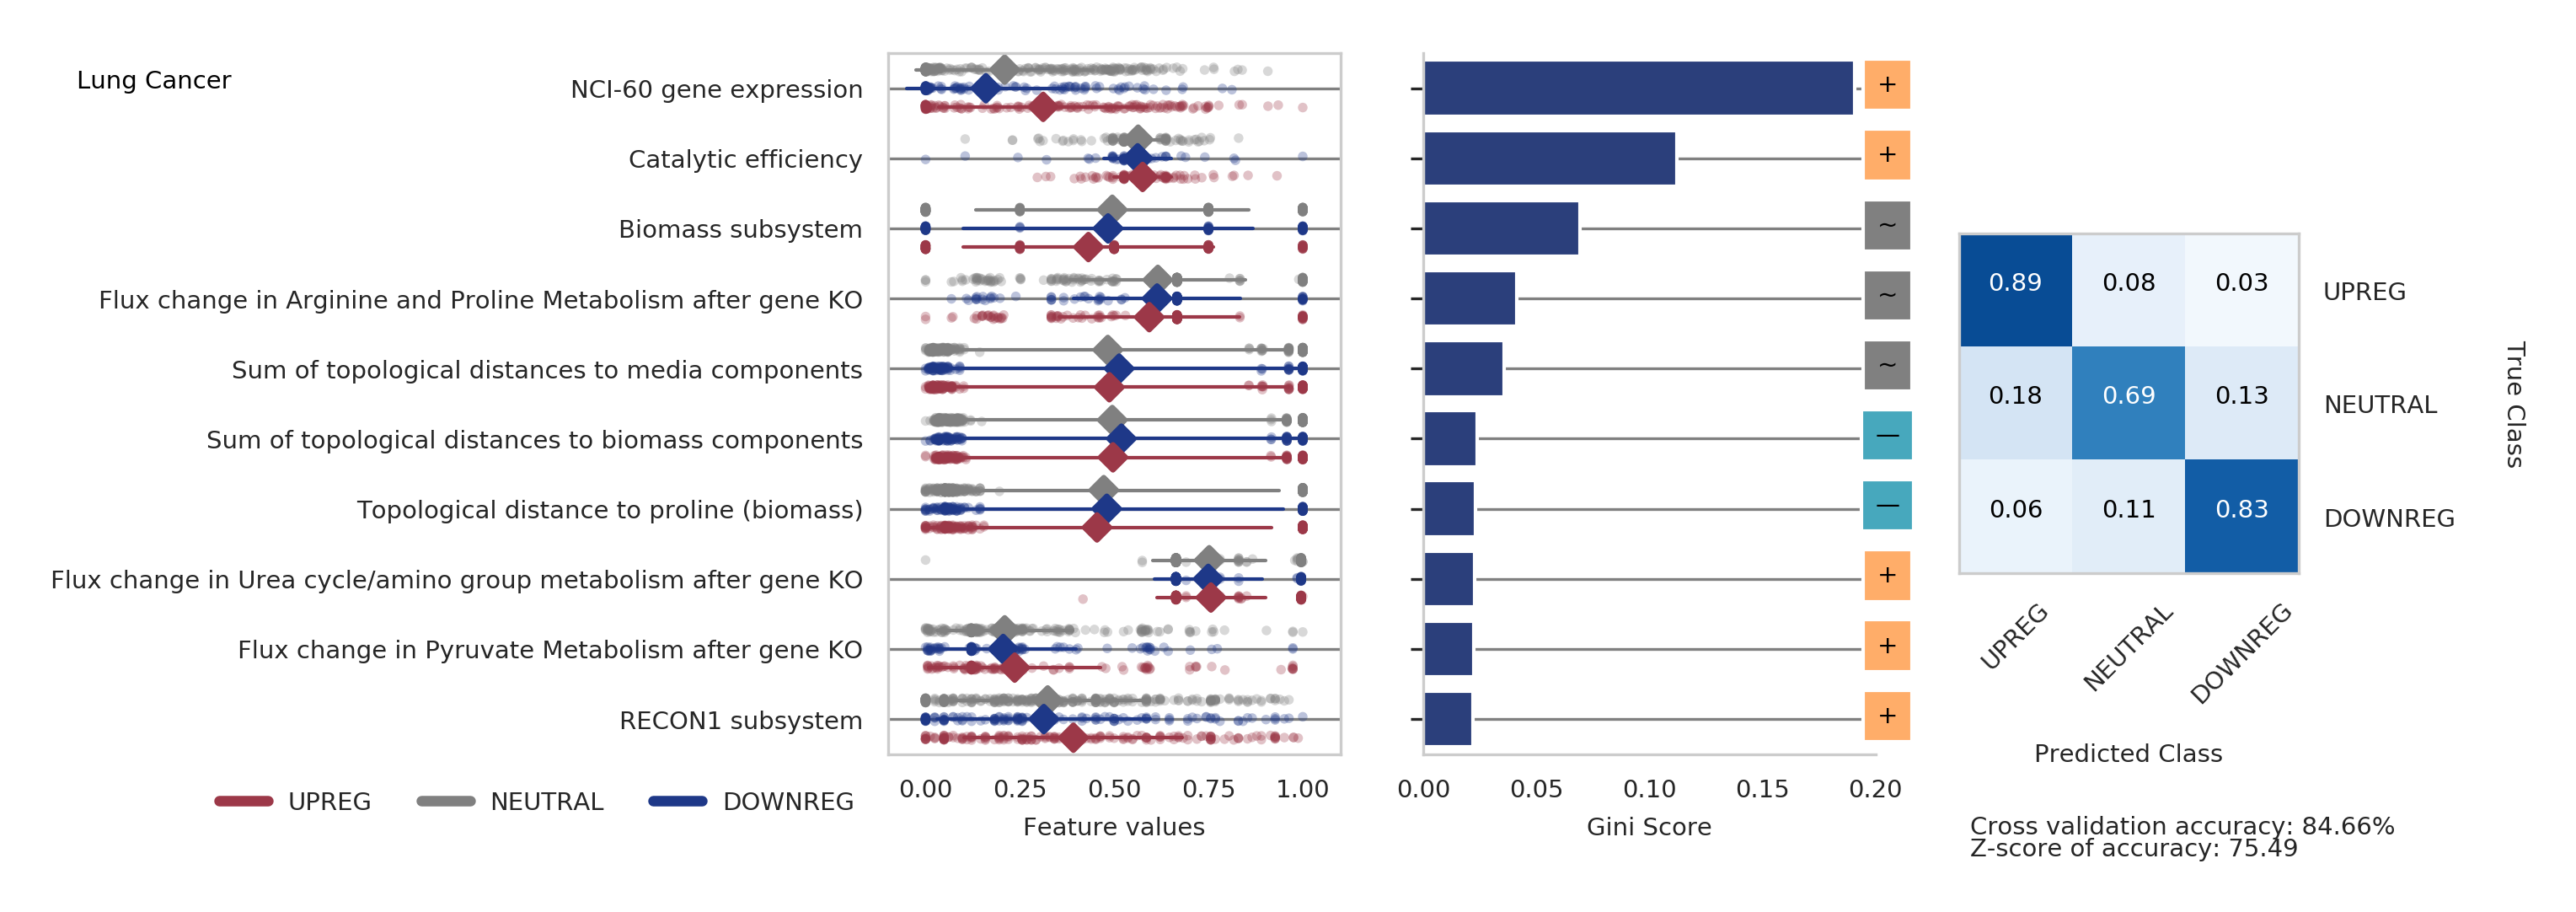 Lung Cancer
NCI-60 gene expression
+
Catalytic efficiency
+
Biomass subsystem
~
Flux change in Arginine and Proline Metabolism after gene KO
~
Sum of topological distances to media components
~
Sum of topological distances to biomass components
—
Topological distance to proline (biomass)
—
Flux change in Urea cycle/amino group metabolism after gene KO
+
Flux change in Pyruvate Metabolism after gene KO
+
RECON1 subsystem
+
0.00 0.25 0.50 0.75 1.00
Feature values
0.00 0.05 0.10 0.15 0.20
Gini Score
UPREG NEUTRAL DOWNREG
0.89 0.08 0.03 UPREG
0.18 0.69 0.13 NEUTRAL
0.06 0.11 0.83 DOWNREG
True Class
UPREG NEUTRAL DOWNREG
Predicted Class
Cross validation accuracy: 84.66%
Z-score of accuracy: 75.49